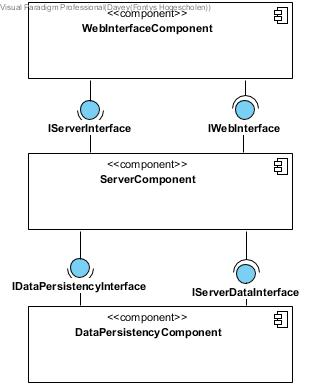 Visual Paradigm Professional(Davey(Fontys Hogescholen))
<<component>>
WebInterfaceComponent
IServerInterface
IWebInterface
<<component>>
ServerComponent
IDataPersistencyInterface
IServerDataInterface
<<component>>
DataPersistencyComponent